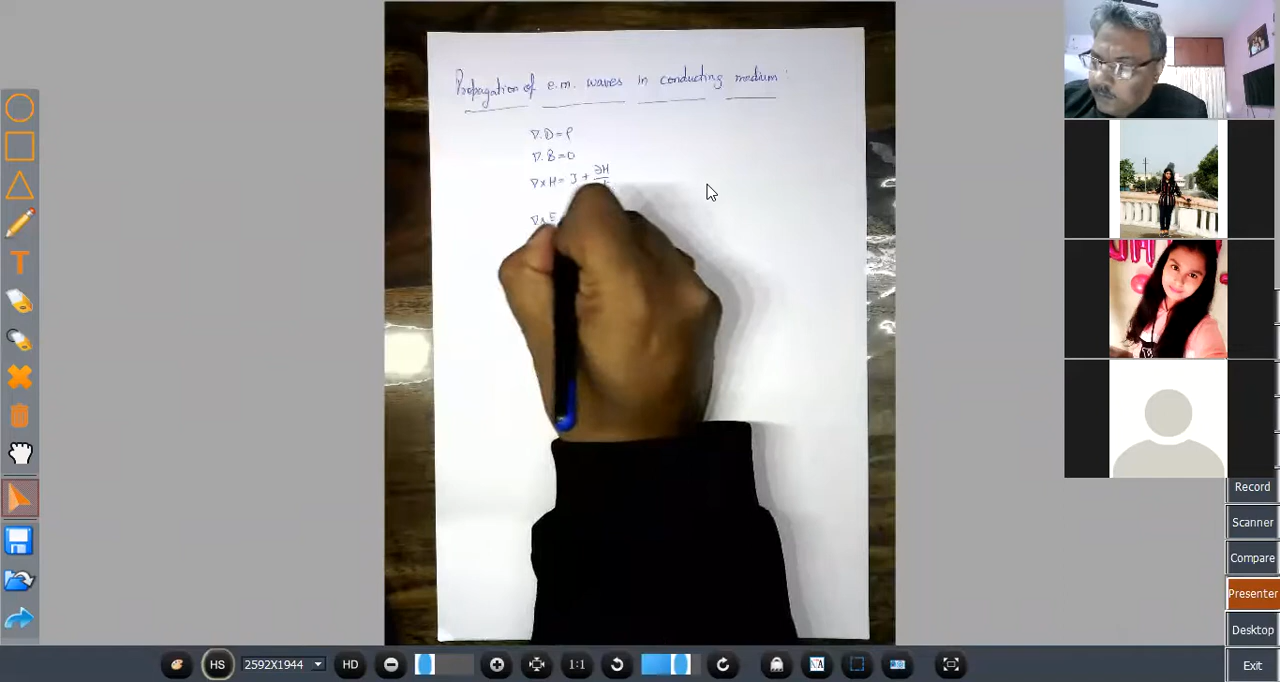 Propagation of e.m. waves in conducting medium :
∇.D=ρ
∇.B=0
∇×H= J + ∂H
∇× E
Record
Scanner
Compare
Presenter
Desktop
Exit
HS
2592X1944
HD
1:1
T